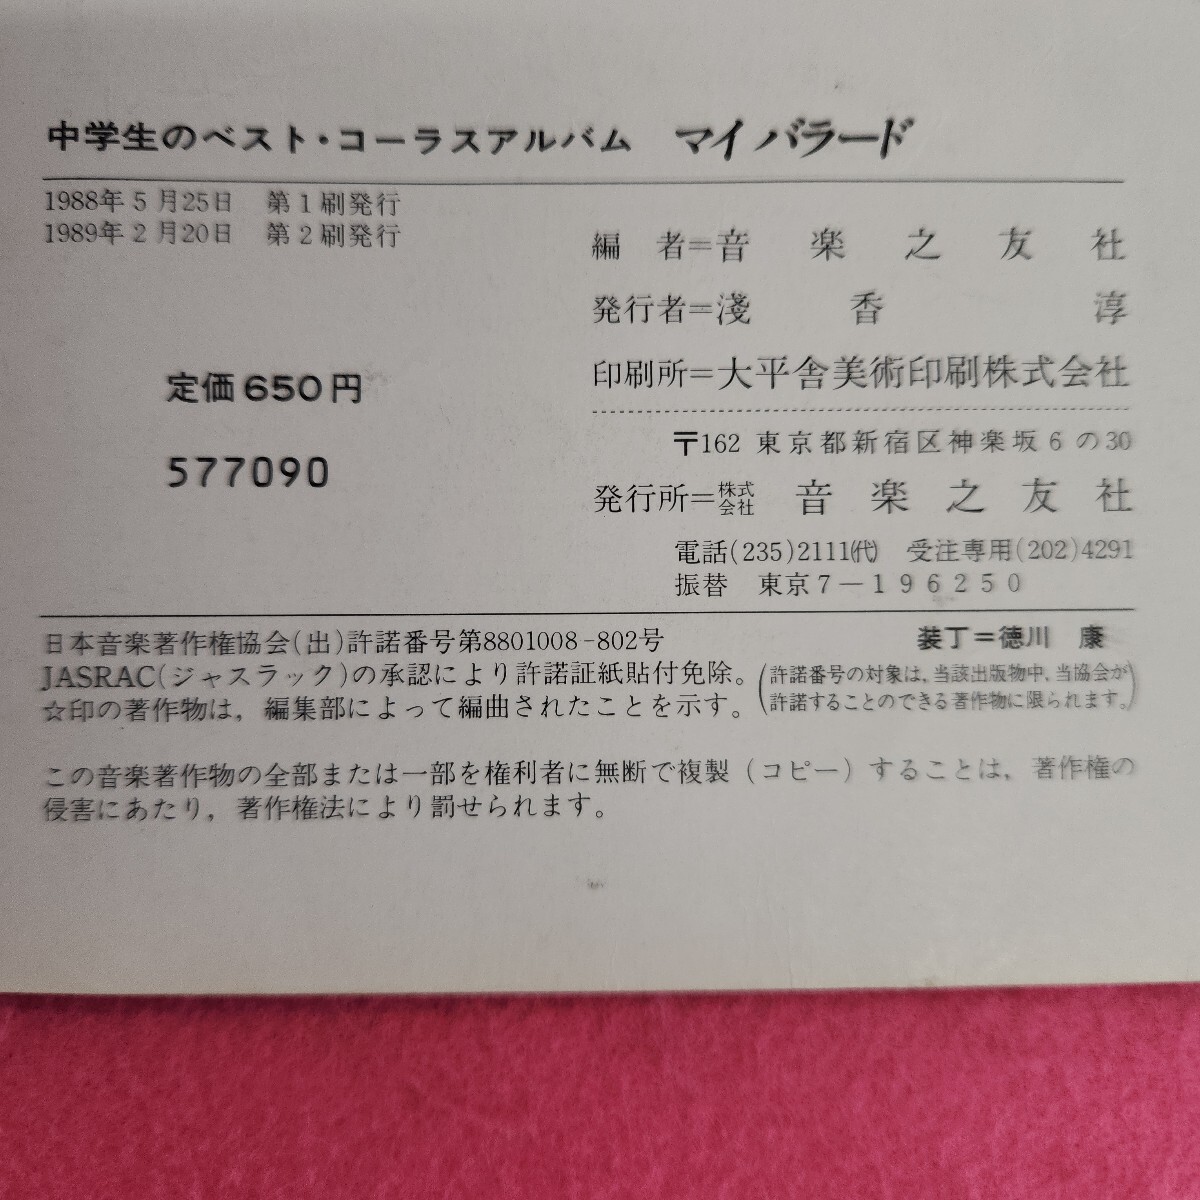 中学生のベスト・コーラスアルバム マイバラード
1988年5月25日 第1刷発行
1989年2月20日 第2刷発行
定価650円
577090
編者=音楽之友社
発行者=淺香淳
印刷所=大平舎美術印刷株式会社
〒162 東京都新宿区神楽坂6の30
発行所=株式会社 音楽之友社
電話(235)2111㈹ 受注専用(202)4291
振替 東京7-196250
日本音楽著作権協会(出)許諾番号第8801008-802号
装丁=徳川 康
JASRAC(ジャスラック)の承認により許諾証紙貼付免除。
(許諾番号の対象は、当該出版物中、当協会が
許諾することのできる著作物に限られます。)
☆印の著作物は，編集部によって編曲されたことを示す。
この音楽著作物の全部または一部を権利者に無断で複製(コピー)することは，著作権の
侵害にあたり，著作権法により罰せられます。